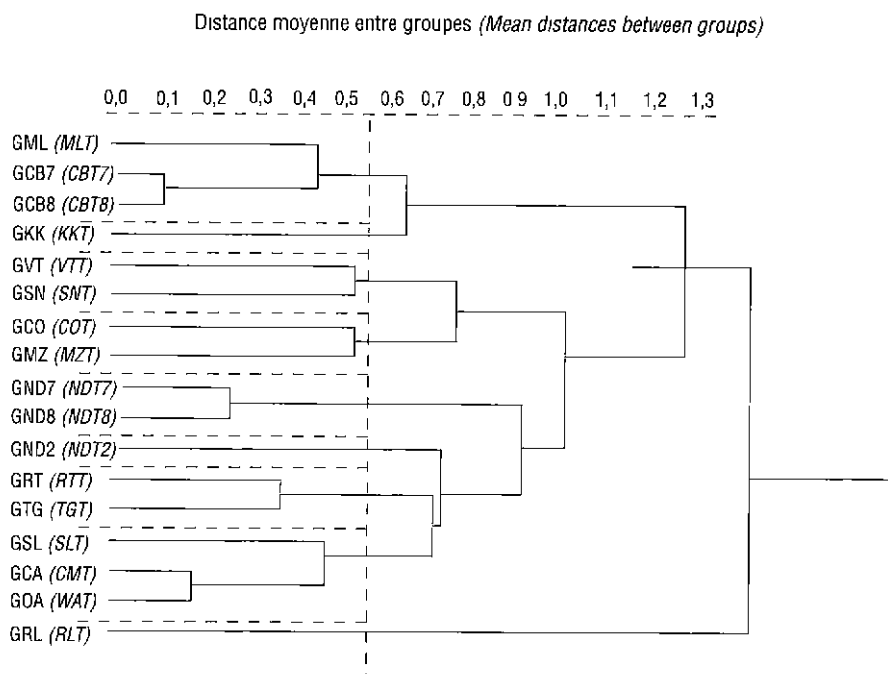 Distance moyenne entre groupes (Mean distances between groups)
0,0 0,1 0,2 0,3 0,4 0,5 0,6 0,7 0,8 0 9 1,0 1,1 1,2 1,3
GML (MLT)
GCB7 (CBT7)
GCB8 (CBT8)
GKK (KKT)
GVT (VTT)
GSN (SNT)
GCO (COT)
GMZ (MZT)
GND7 (NDT7)
GND8 (NDT8)
GND2 (NDT2)
GRT (RTT)
GTG (TGT)
GSL (SLT)
GCA (CMT)
GOA (WAT)
GRL (RLT)